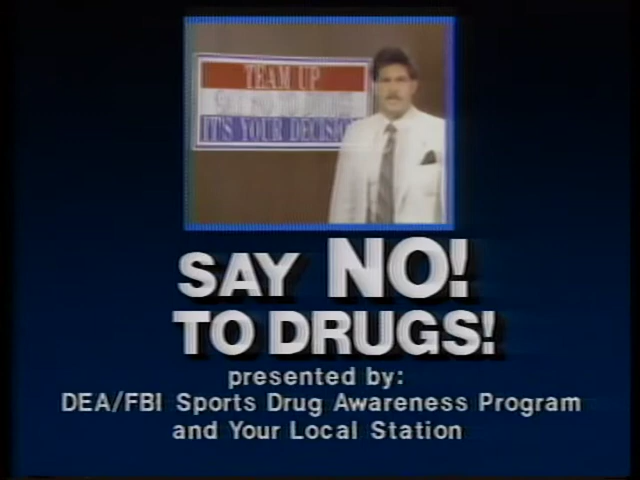 TEAM UP
IT'S YOUR DECISION
SAY NO!
TO DRUGS!
presented by:
DEA/FBI Sports Drug Awareness Program
and Your Local Station